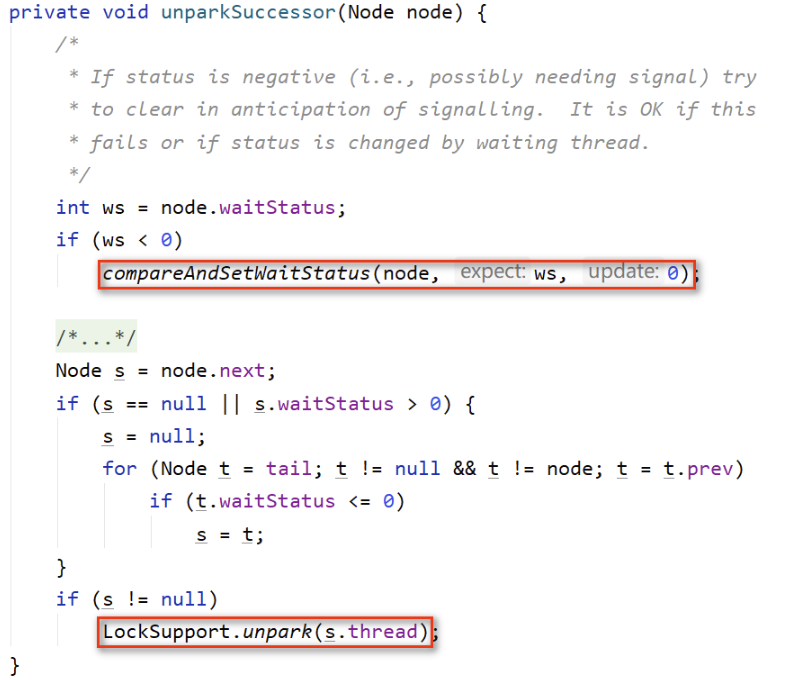 private void unparkSuccessor(Node node) {
    /*
     * If status is negative (i.e., possibly needing signal) try
     * to clear in anticipation of signalling.  It is OK if this
     * fails or if status is changed by waiting thread.
     */
    int ws = node.waitStatus;
    if (ws < 0)
        compareAndSetWaitStatus(node, expect: ws, update: 0);
    /*...*/
    Node s = node.next;
    if (s == null || s.waitStatus > 0) {
        s = null;
        for (Node t = tail; t != null && t != node; t = t.prev)
            if (t.waitStatus <= 0)
                s = t;
    }
    if (s != null)
        LockSupport.unpark(s.thread);
}